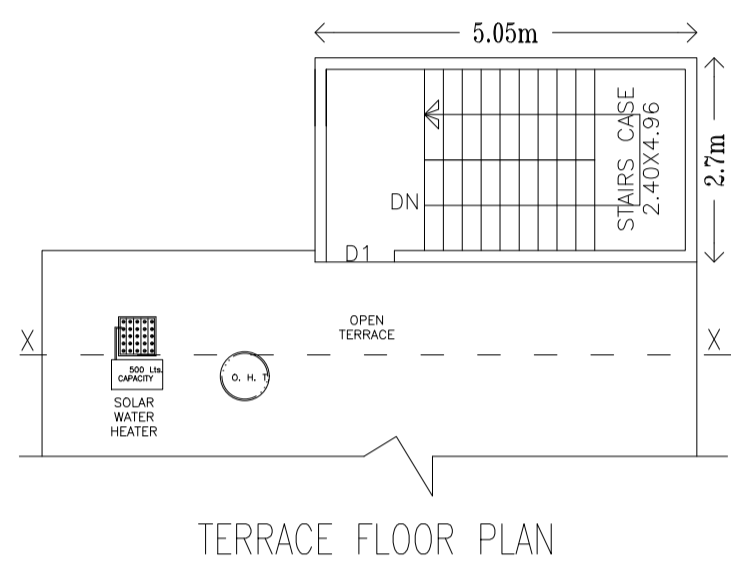 5.05m
2.7m
STAIRS CASE
2.40X4.96
DN
D1
OPEN
TERRACE
X
X
500 Lts.
CAPACITY
O. H. T
SOLAR
WATER
HEATER
TERRACE FLOOR PLAN